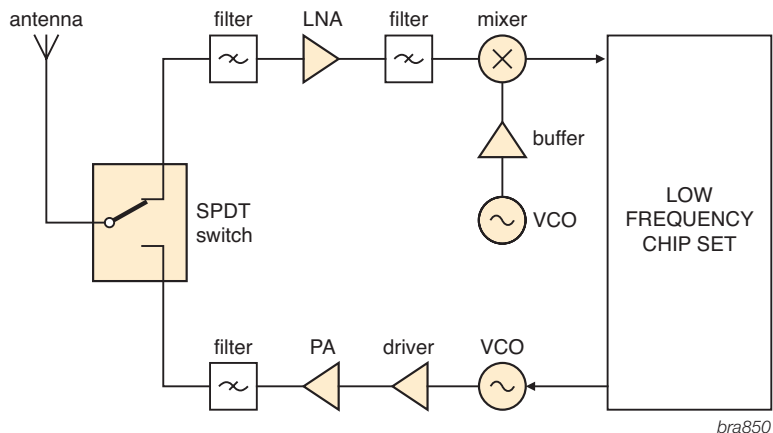 antenna
filter
LNA
filter
mixer
buffer
VCO
SPDT
switch
LOW
FREQUENCY
CHIP SET
filter
PA
driver
VCO
bra850